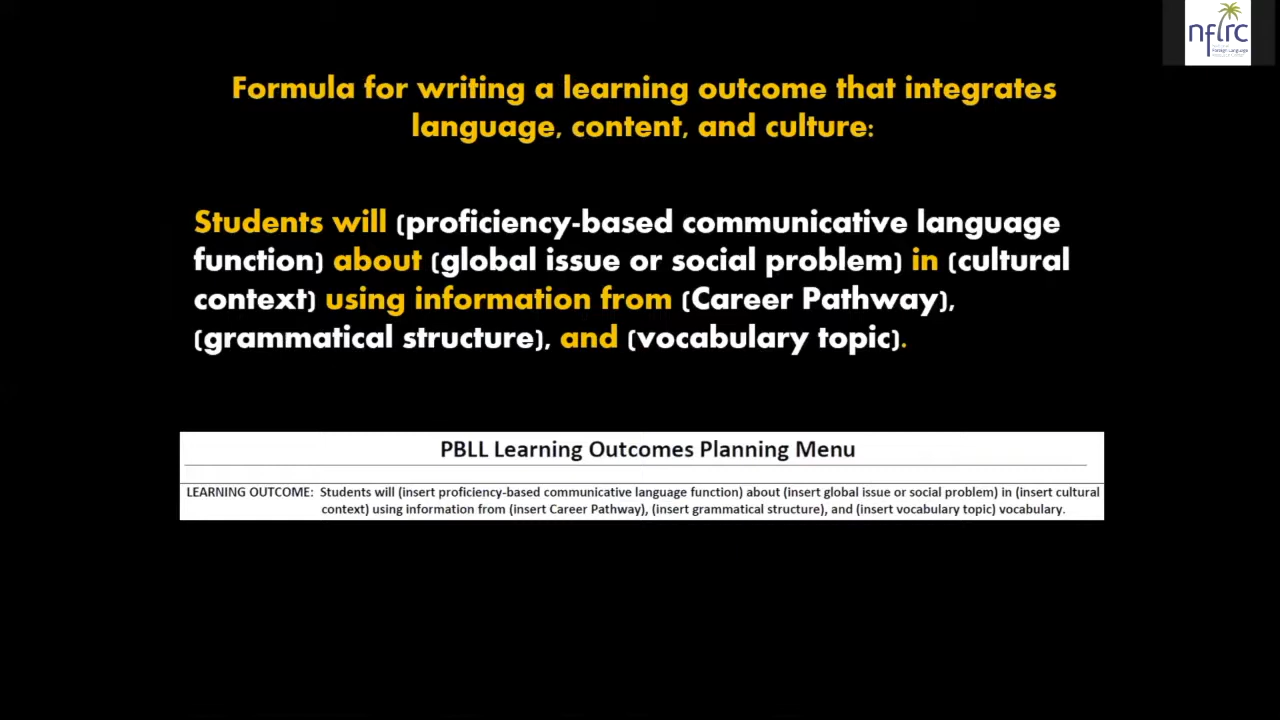 nflrc
Foreign Language
Formula for writing a learning outcome that integrates
language, content, and culture:
Students will (proficiency-based communicative language
function) about (global issue or social problem) in (cultural
context) using information from (Career Pathway),
(grammatical structure), and (vocabulary topic).
PBLL Learning Outcomes Planning Menu
LEARNING OUTCOME: Students will (insert proficiency-based communicative language function) about (insert global issue or social problem) in (insert cultural
context) using information from (insert Career Pathway), (insert grammatical structure), and (insert vocabulary topic) vocabulary.